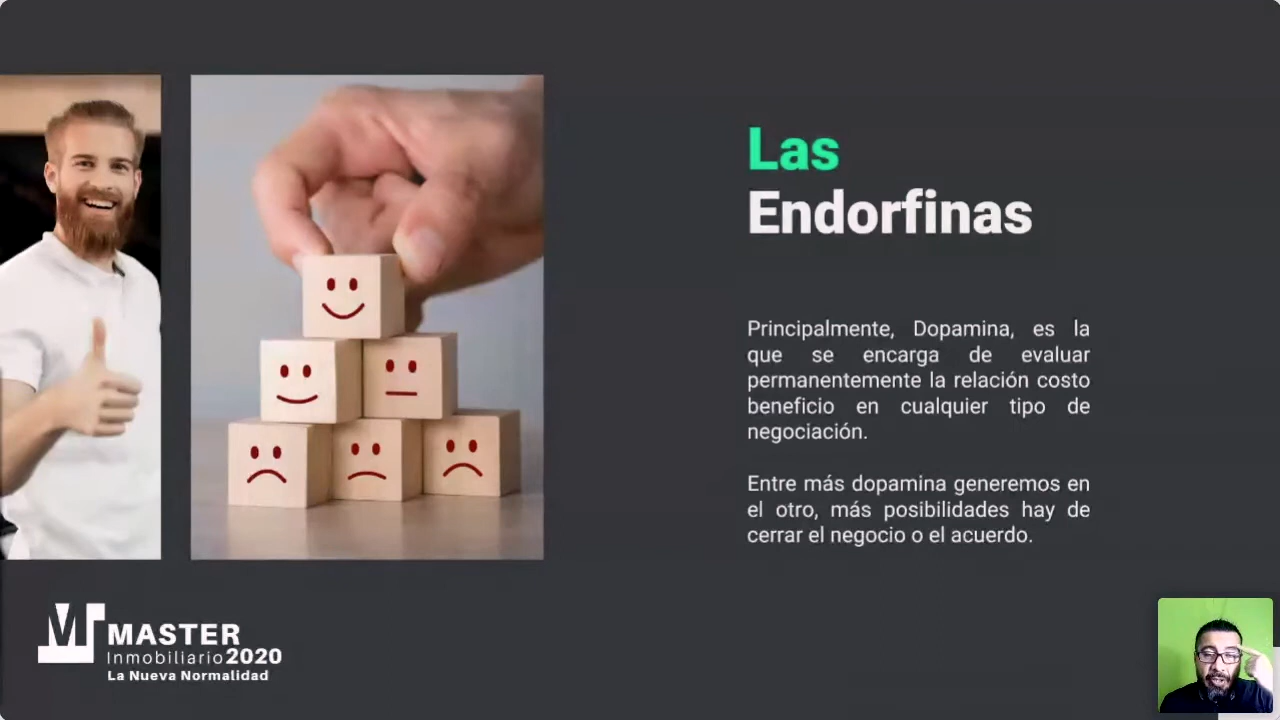 Las
Endorfinas
Principalmente, Dopamina, es la
que se encarga de evaluar
permanentemente la relación costo
beneficio en cualquier tipo de
negociación.
Entre más dopamina generemos en
el otro, más posibilidades hay de
cerrar el negocio o el acuerdo.
MASTER
Inmobiliario2020
La Nueva Normalidad